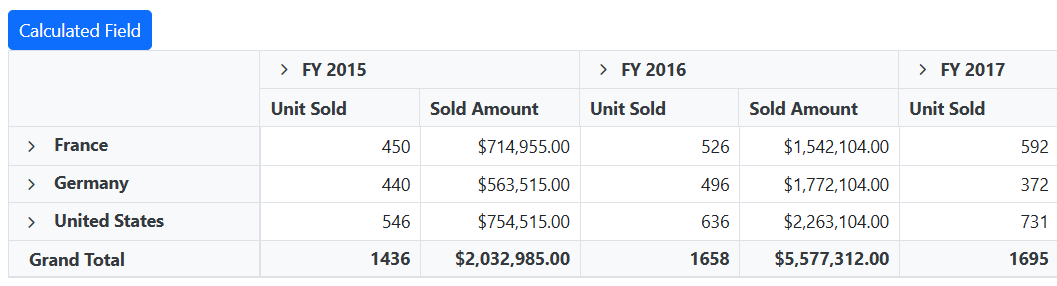 Calculated Field
FY 2015 FY 2016 FY 2017
Unit Sold Sold Amount Unit Sold Sold Amount Unit Sold
France 450 $714,955.00 526 $1,542,104.00 592
Germany 440 $563,515.00 496 $1,772,104.00 372
United States 546 $754,515.00 636 $2,263,104.00 731
Grand Total 1436 $2,032,985.00 1658 $5,577,312.00 1695